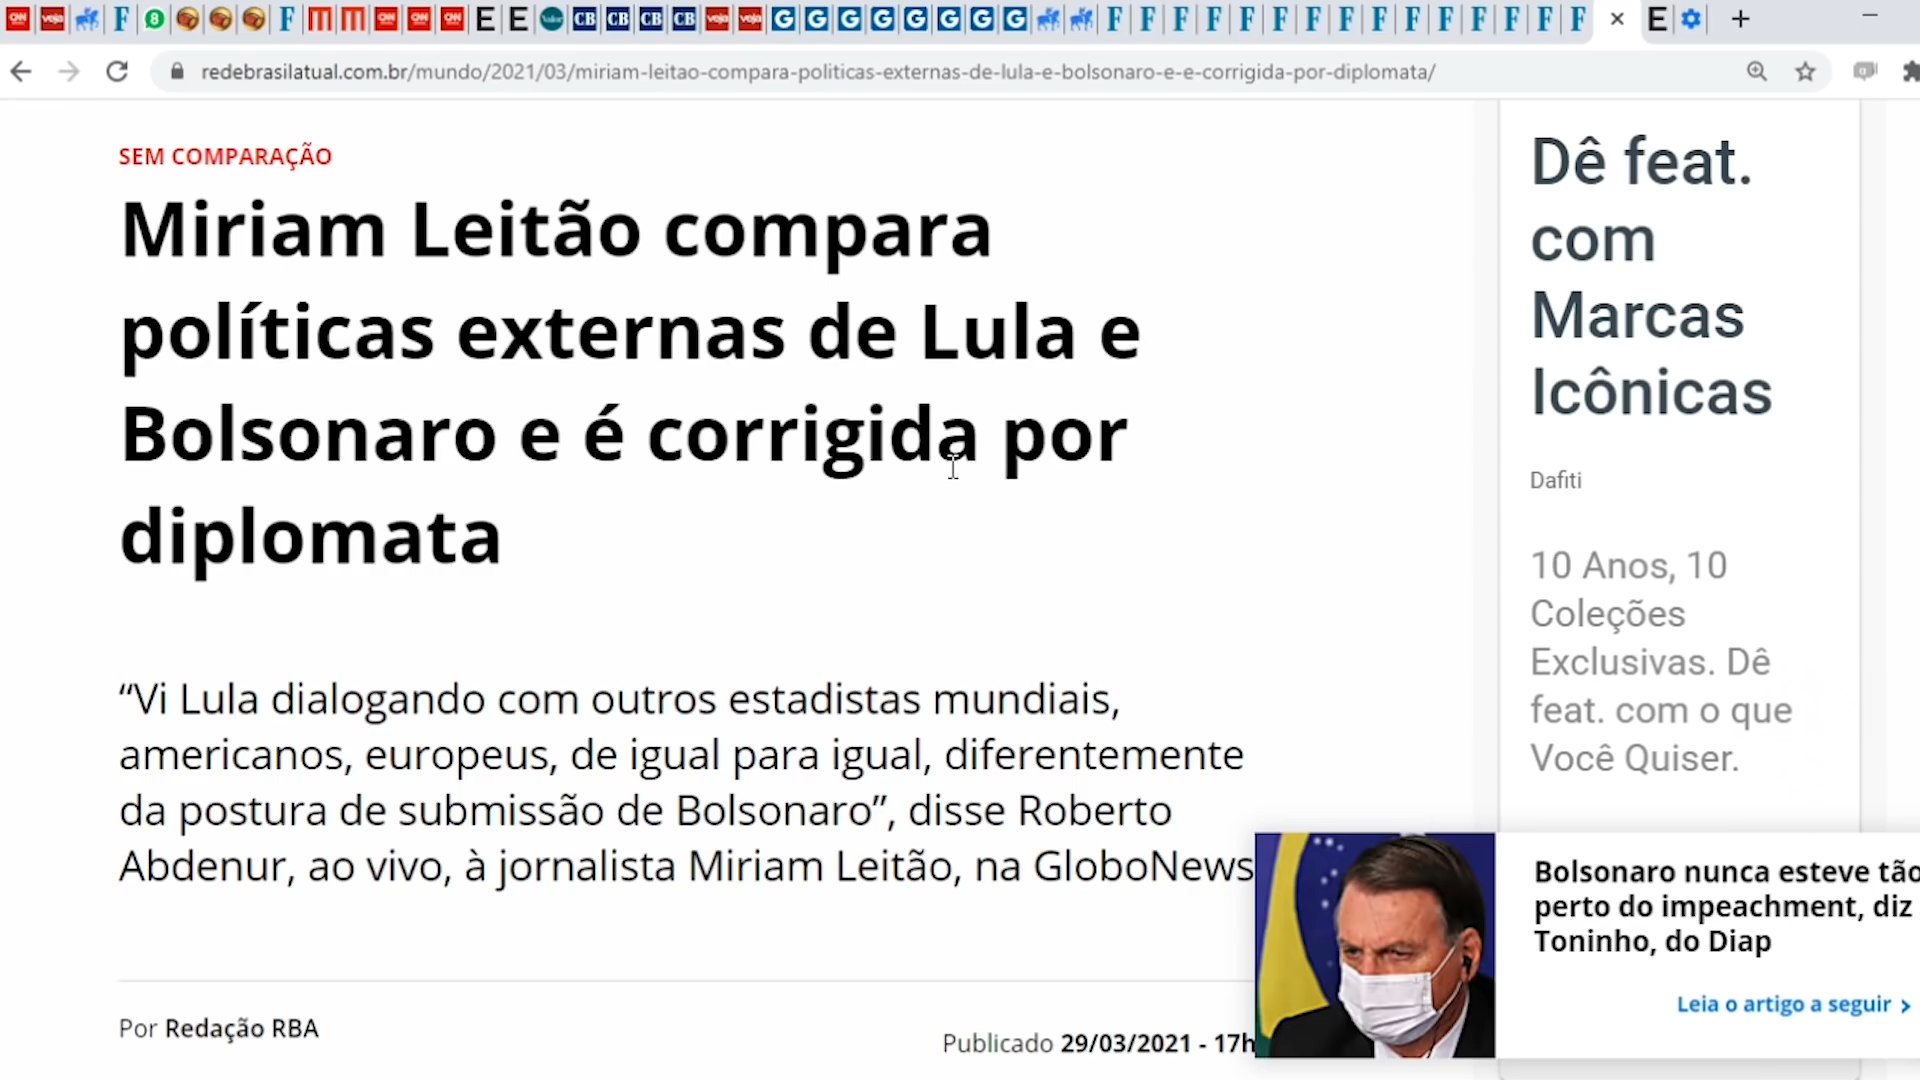 redebrasilatual.com.br/mundo/2021/03/miriam-leitao-compara-politicas-externas-de-lula-e-bolsonaro-e-e-corrigida-por-diplomata/
SEM COMPARAÇÃO
Miriam Leitão compara
políticas externas de Lula e
Bolsonaro e é corrigida por
diplomata
“Vi Lula dialogando com outros estadistas mundiais,
americanos, europeus, de igual para igual, diferentemente
da postura de submissão de Bolsonaro”, disse Roberto
Abdenur, ao vivo, à jornalista Miriam Leitão, na GloboNews
Por Redação RBA
Publicado 29/03/2021 - 17h
Dê feat.
com
Marcas
Icônicas
Dafiti
10 Anos, 10
Coleções
Exclusivas. Dê
feat. com o que
Você Quiser.
Bolsonaro nunca esteve tão
perto do impeachment, diz
Toninho, do Diap
Leia o artigo a seguir